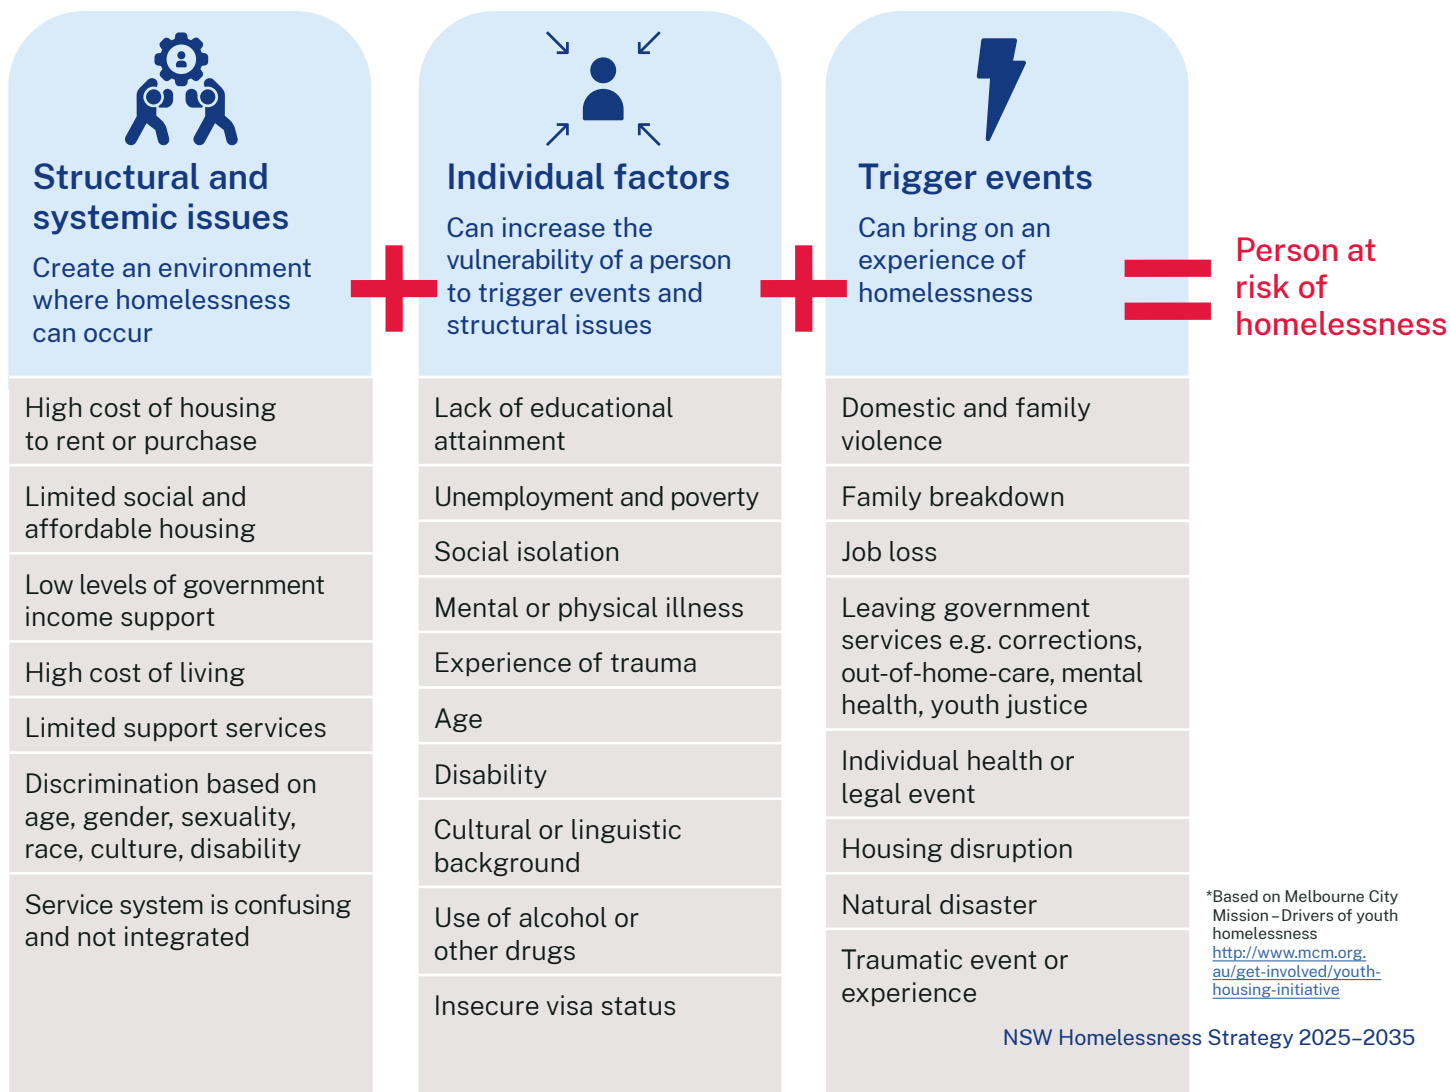 Structural and
systemic issues
Create an environment
where homelessness
can occur
High cost of housing
to rent or purchase
Limited social and
affordable housing
Low levels of government
income support
High cost of living
Limited support services
Discrimination based on
age, gender, sexuality,
race, culture, disability
Service system is confusing
and not integrated
+
Individual factors
Can increase the
vulnerability of a person
to trigger events and
structural issues
Lack of educational
attainment
Unemployment and poverty
Social isolation
Mental or physical illness
Experience of trauma
Age
Disability
Cultural or linguistic
background
Use of alcohol or
other drugs
Insecure visa status
+
Trigger events
Can bring on an
experience of
homelessness
Domestic and family
violence
Family breakdown
Job loss
Leaving government
services e.g. corrections,
out-of-home-care, mental
health, youth justice
Individual health or
legal event
Housing disruption
Natural disaster
Traumatic event or
experience
=
Person at
risk of
homelessness
*Based on Melbourne City
Mission – Drivers of youth
homelessness
http://www.mcm.org.
au/get-involved/youth-
housing-initiative
NSW Homelessness Strategy 2025–2035